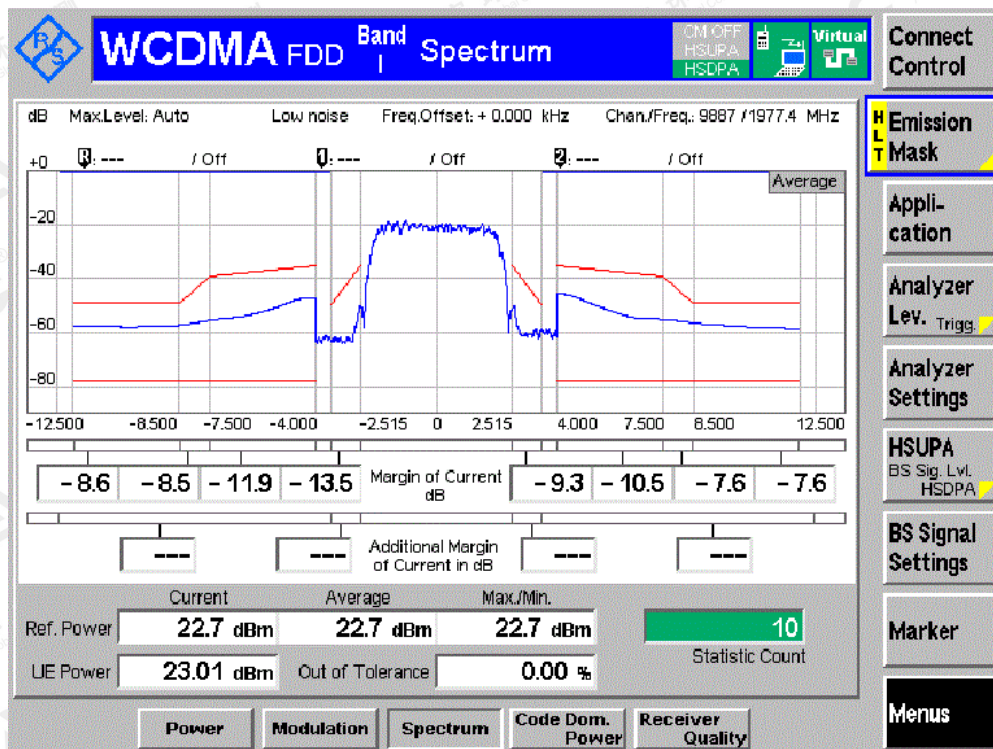 R/S
WCDMA FDD Band I Spectrum
CM OFF
HSUPA
HSDPA
Virtual
Connect Control
dB Max.Level: Auto Low noise Freq.Offset: + 0.000 kHz Chan./Freq.: 9887 / 1977.4 MHz
HLT Emission Mask
+0 R: --- / Off 1: --- / Off 2: --- / Off
Average
Appli-
cation
-20
-40
-60
-80
Analyzer
Lev. Trigg.
Analyzer
Settings
-12.500 -8.500 -7.500 -4.000 -2.515 0 2.515 4.000 7.500 8.500 12.500
HSUPA
BS Sig. Lvl.
HSDPA
-8.6 -8.5 -11.9 -13.5 Margin of Current dB -9.3 -10.5 -7.6 -7.6
BS Signal
Settings
--- --- Additional Margin of Current in dB --- ---
Current Average Max./Min.
Ref. Power 22.7 dBm 22.7 dBm 22.7 dBm 10
Statistic Count
Marker
UE Power 23.01 dBm Out of Tolerance 0.00 %
Menus
Power Modulation Spectrum Code Dom. Power Receiver Quality